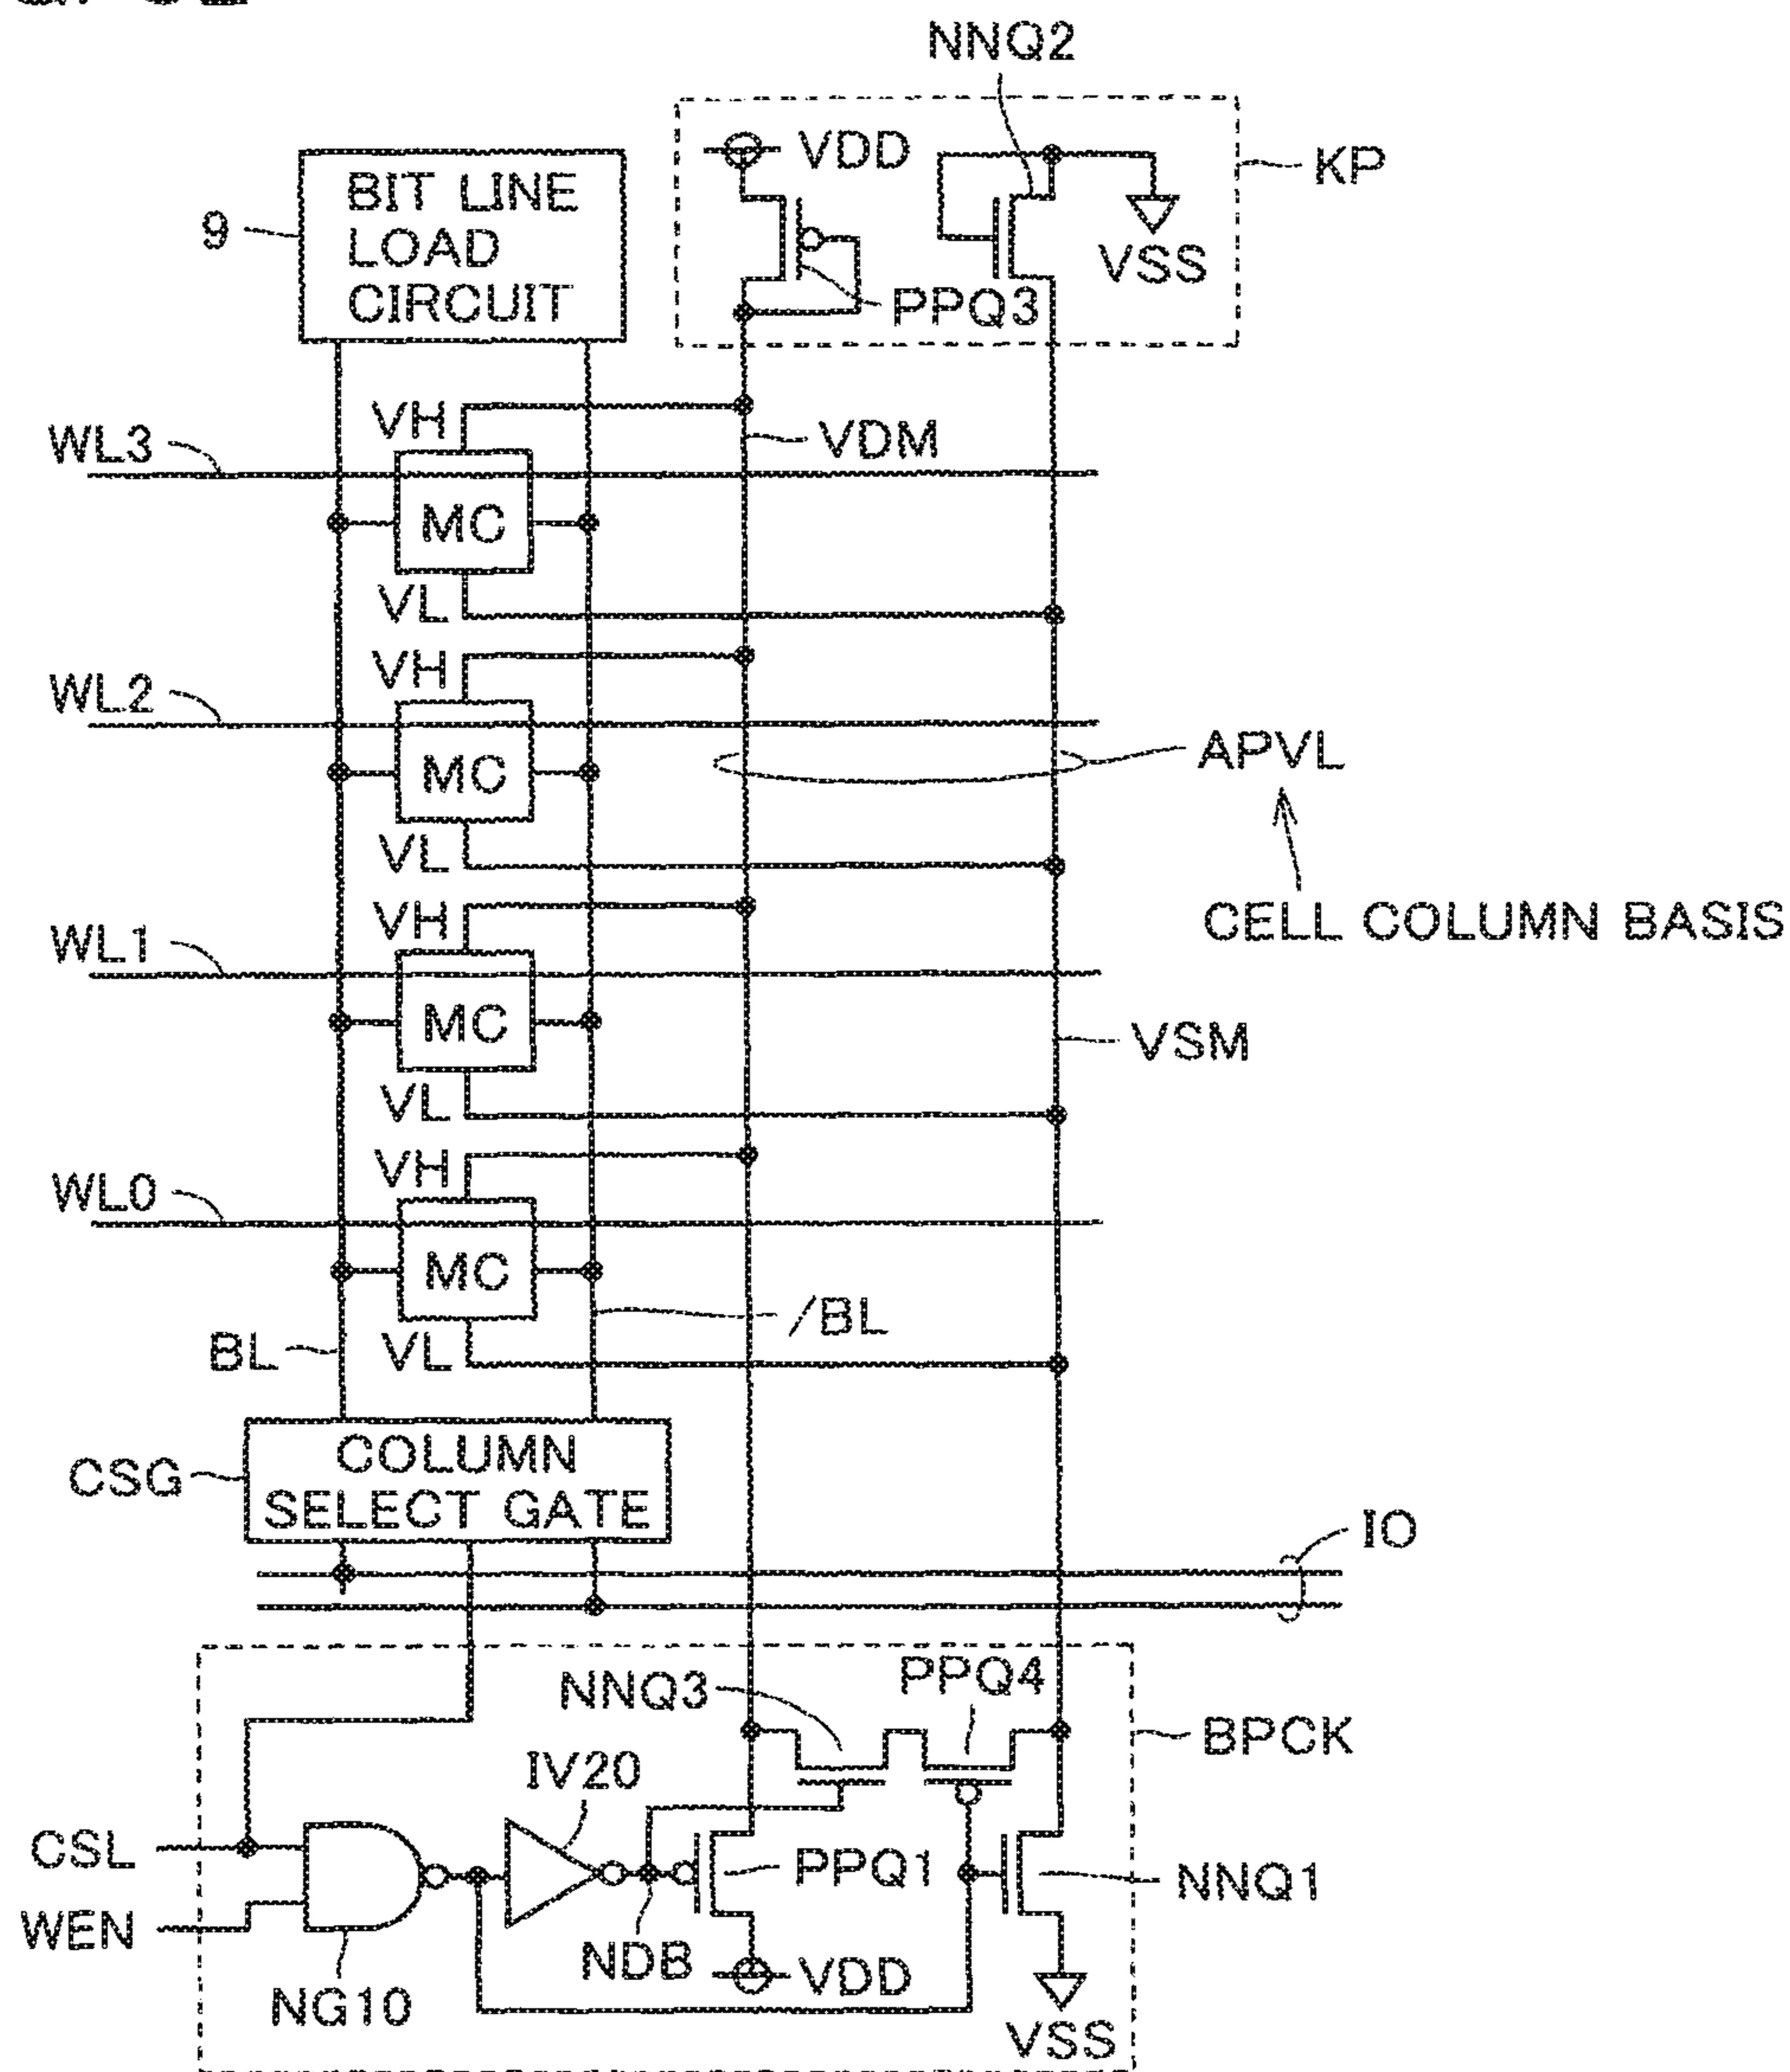 NNQ2
VDD
KP
BIT LINE
LOAD
CIRCUIT
9
VSS
PPQ3
VH
WL3
VDM
MC
VL
VH
WL2
MC
APVL
VL
VH
CELL COLUMN BASIS
WL1
MC
VSM
VL
VH
WL0
MC
/BL
BL
VL
COLUMN
SELECT GATE
CSG
IO
NNQ3
PPQ4
BPCK
IV20
CSL
PPQ1
NNQ1
WEN
NDB
VDD
NG10
VSS